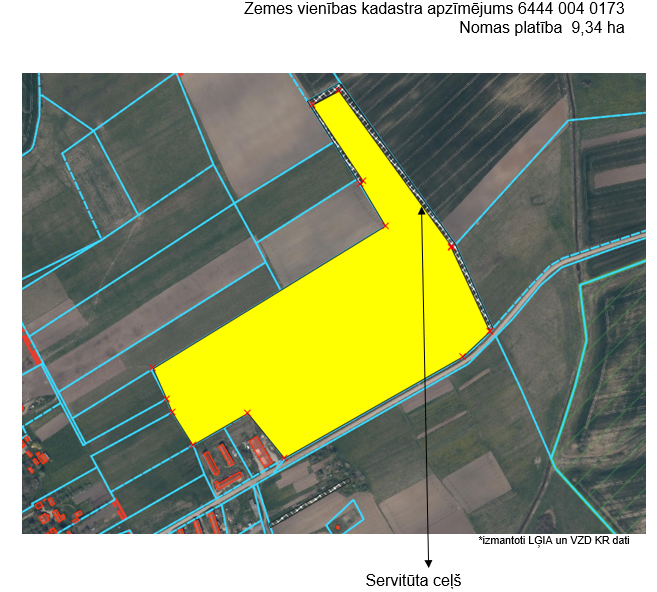 Zemes vienības kadastra apzīmējums 6444 004 0173
Nomas platība  9,34 ha
*izmantoti LĢIA un VZD KR dati
Servitūta ceļš